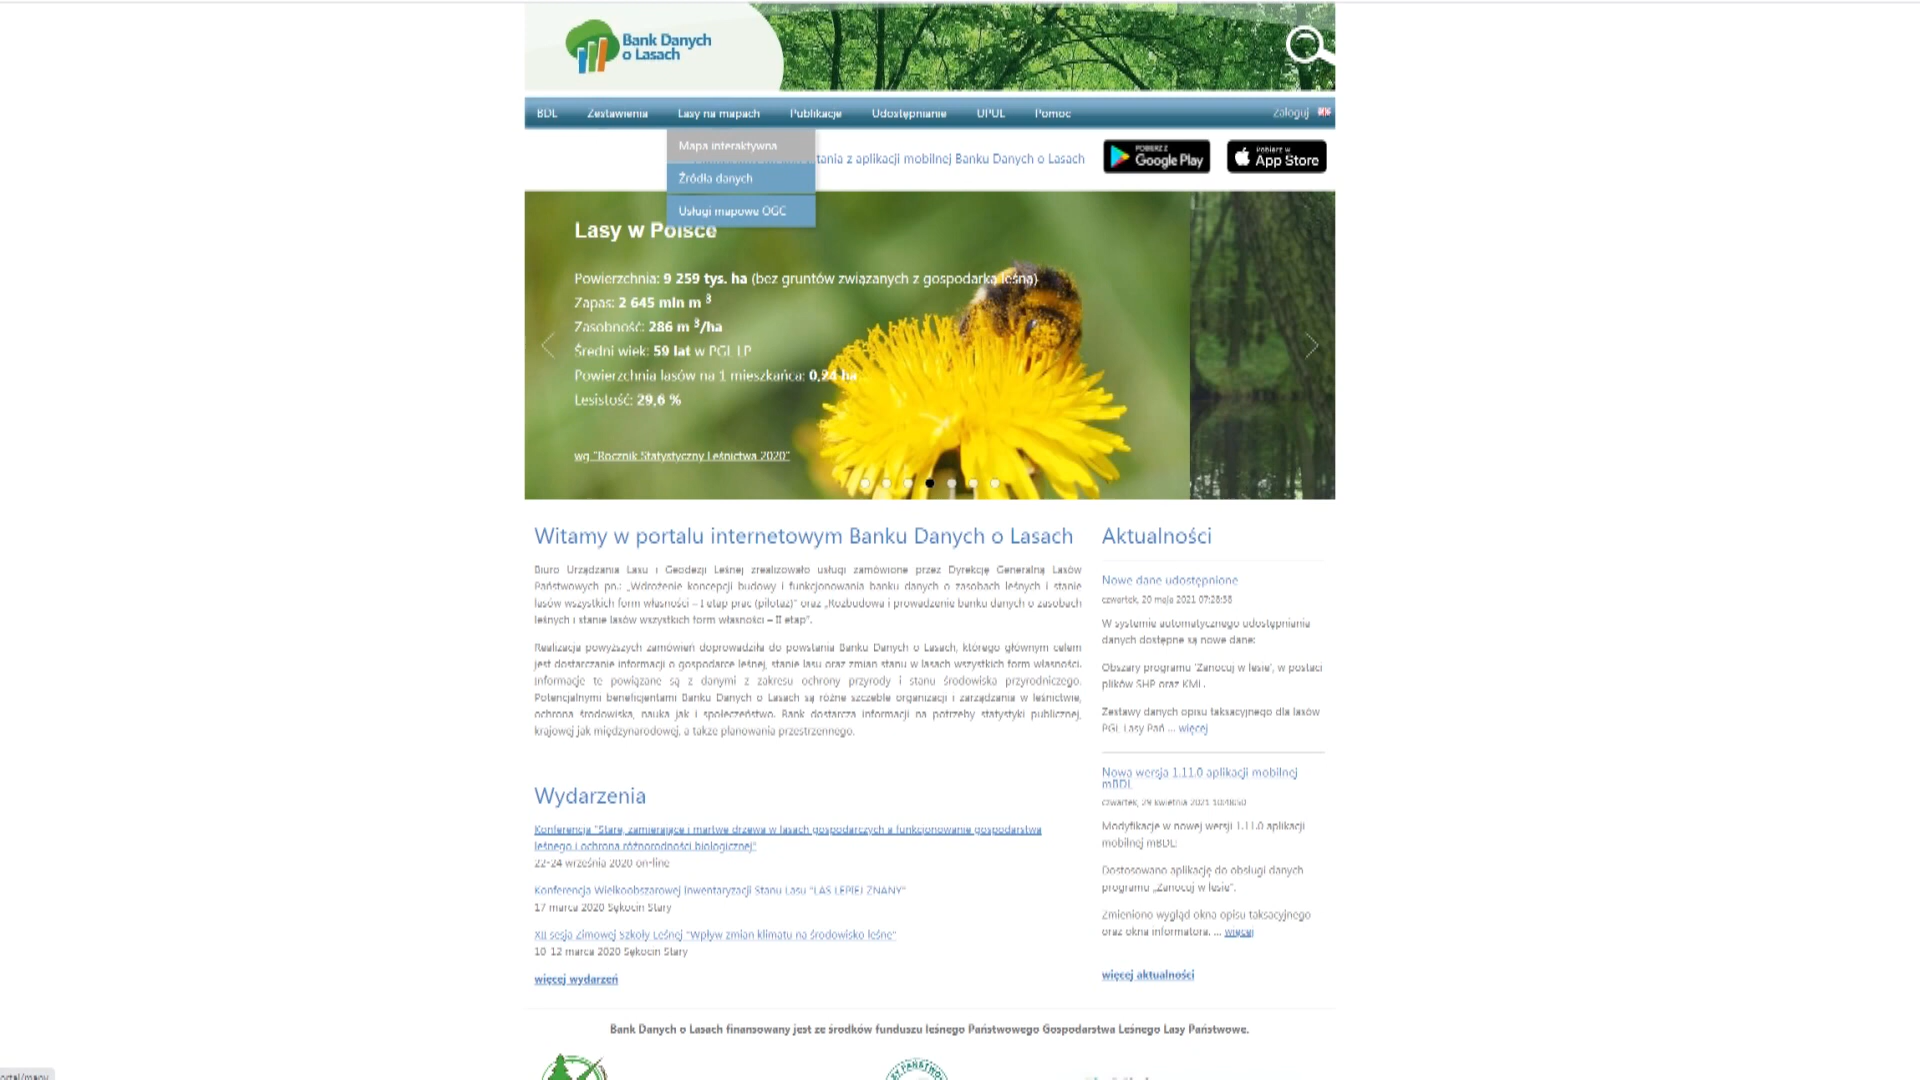 Bank Danych
o Lasach
BDL Zestawienia Lasy na mapach Publikacje Udostępnianie UPUL Pomoc Zaloguj
Mapa interaktywna
Źródła danych
Usługi mapowe OGC
z aplikacji mobilnej Banku Danych o Lasach
POBIERZ Z
Google Play
Pobierz w
App Store
Lasy w Polsce
Powierzchnia: 9 259 tys. ha (bez gruntów związanych z gospodarką leśną)
Zapas: 2 645 mln m 3
Zasobność: 286 m 3/ha
Średni wiek: 59 lat w PGL LP
Powierzchnia lasów na 1 mieszkańca: 0,24 ha
Lesistość: 29,6 %
wg "Rocznik Statystyczny Leśnictwa 2020"
Witamy w portalu internetowym Banku Danych o Lasach
Biuro Urządzania Lasu i Geodezji Leśnej zrealizowało usługi zamówione przez Dyrekcję Generalną Lasów
Państwowych pn.: „Wdrożenie koncepcji budowy i funkcjonowania banku danych o zasobach leśnych i stanie
lasów wszystkich form własności – I etap prac (pilotaż)" oraz „Rozbudowa i prowadzenie banku danych o zasobach
leśnych i stanie lasów wszystkich form własności – II etap".
Realizacja powyższych zamówień doprowadziła do powstania Banku Danych o Lasach, którego głównym celem
jest dostarczanie informacji o gospodarce leśnej, stanie lasu oraz zmian stanu w lasach wszystkich form własności.
Informacje te powiązane są z danymi z zakresu ochrony przyrody i stanu środowiska przyrodniczego.
Potencjalnymi beneficjentami Banku Danych o Lasach są różne szczeble organizacji i zarządzania w leśnictwie,
ochrona środowiska, nauka jak i społeczeństwo. Bank dostarcza informacji na potrzeby statystyki publicznej,
krajowej jak międzynarodowej, a także planowania przestrzennego.
Wydarzenia
Konferencja "Stare, zamierające i martwe drzewa w lasach gospodarczych a funkcjonowanie gospodarstwa
leśnego i ochrona różnorodności biologicznej"
22-24 września 2020 on-line
Konferencja Wielkoobszarowej Inwentaryzacji Stanu Lasu "LAS LEPIEJ ZNANY"
17 marca 2020 Sękocin Stary
XII sesja Zimowej Szkoły Leśnej "Wpływ zmian klimatu na środowisko leśne"
10-12 marca 2020 Sękocin Stary
więcej wydarzeń
Aktualności
Nowe dane udostępnione
czwartek, 20 maja 2021 07:28:38
W systemie automatycznego udostępniania
danych dostępne są nowe dane:
Obszary programu 'Zanocuj w lesie', w postaci
plików SHP oraz KML.
Zestawy danych opisu taksacyjnego dla lasów
PGL Lasy Pań ... więcej
Nowa wersja 1.11.0 aplikacji mobilnej
mBDL
czwartek, 29 kwietnia 2021
Modyfikacje w nowej wersji 1.11.0 aplikacji
mobilnej mBDL:
Dostosowano aplikację do obsługi danych
programu „Zanocuj w lesie".
Zmieniono wygląd okna opisu taksacyjnego
oraz okna informatora. ... więcej
więcej aktualności
Bank Danych o Lasach finansowany jest ze środków funduszu leśnego Państwowego Gospodarstwa Leśnego Lasy Państwowe.